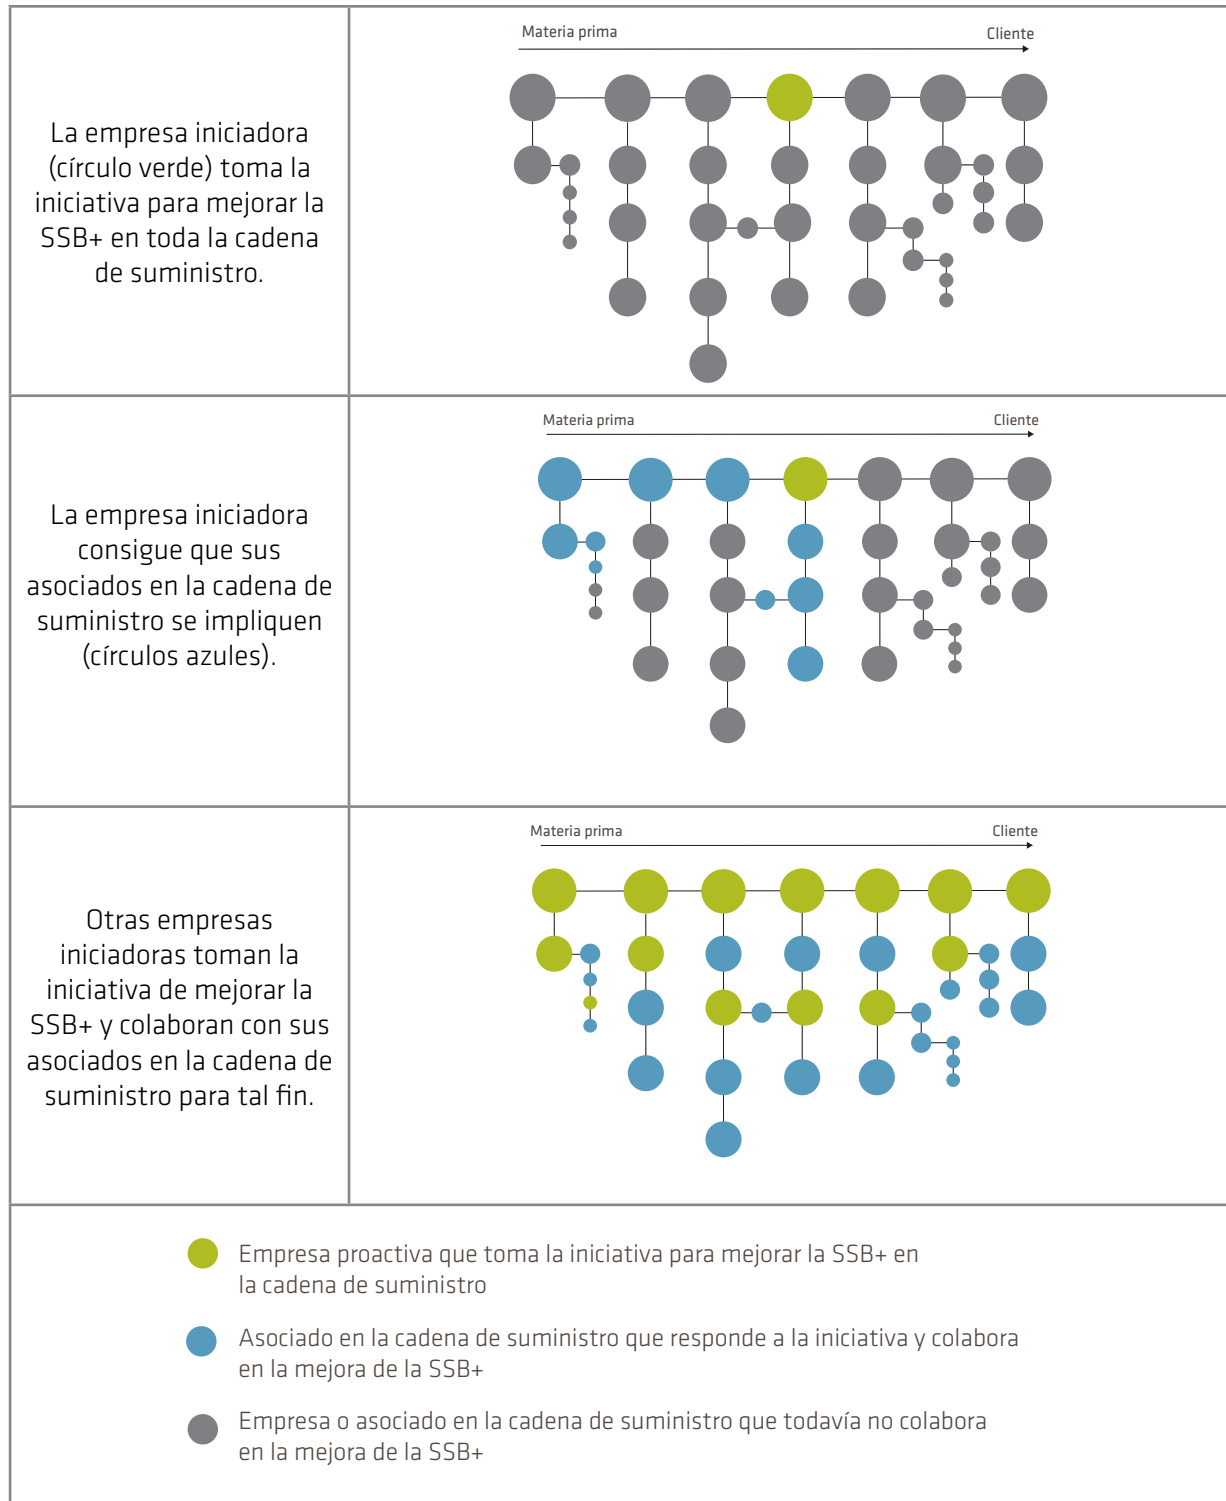 Materia prima
Cliente
La empresa iniciadora
(círculo verde) toma la
iniciativa para mejorar la
SSB+ en toda la cadena
de suministro.
Materia prima
Cliente
La empresa iniciadora
consigue que sus
asociados en la cadena de
suministro se impliquen
(círculos azules).
Materia prima
Cliente
Otras empresas
iniciadoras toman la
iniciativa de mejorar la
SSB+ y colaboran con sus
asociados en la cadena de
suministro para tal fin.
Empresa proactiva que toma la iniciativa para mejorar la SSB+ en
la cadena de suministro
Asociado en la cadena de suministro que responde a la iniciativa y colabora
en la mejora de la SSB+
Empresa o asociado en la cadena de suministro que todavía no colabora
en la mejora de la SSB+